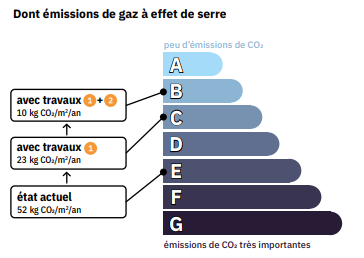 Dont émissions de gaz à effet de serre
peu d'émissions de CO₂
A
B
C
D
E
F
G
avec travaux 1 + 2
10 kg CO₂/m²/an
avec travaux 1
23 kg CO₂/m²/an
état actuel
52 kg CO₂/m²/an
émissions de CO₂ très importantes